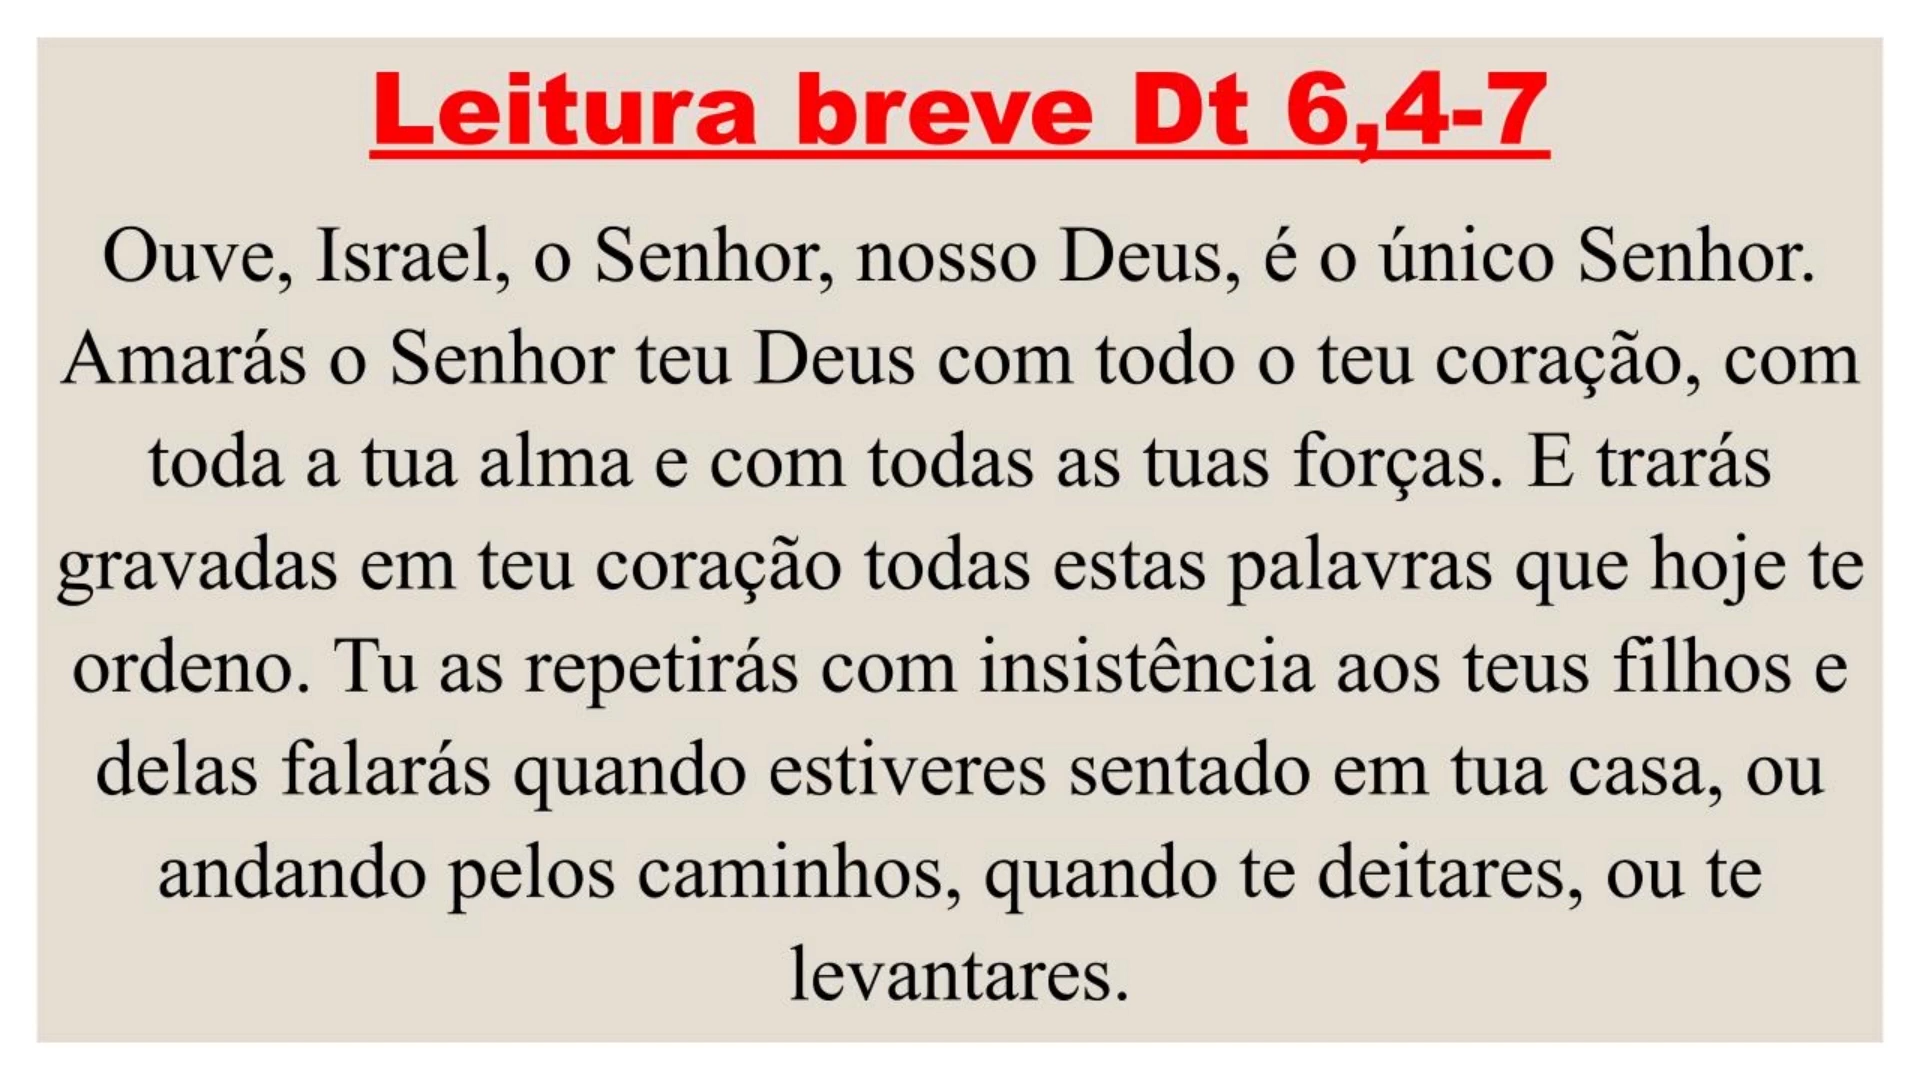 Leitura breve Dt 6,4-7
Ouve, Israel, o Senhor, nosso Deus, é o único Senhor.
Amarás o Senhor teu Deus com todo o teu coração, com
toda a tua alma e com todas as tuas forças. E trarás
gravadas em teu coração todas estas palavras que hoje te
ordeno. Tu as repetirás com insistência aos teus filhos e
delas falarás quando estiveres sentado em tua casa, ou
andando pelos caminhos, quando te deitares, ou te
levantares.